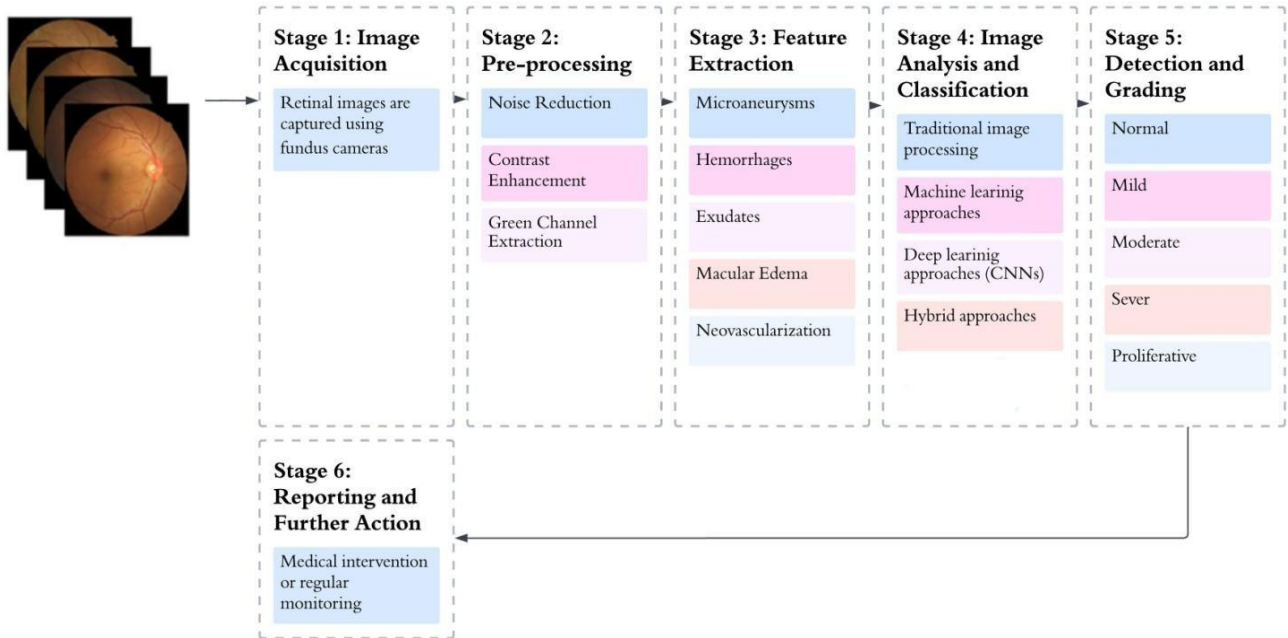 Stage 1: Image
Acquisition
Retinal images are
captured using
fundus cameras
Stage 2:
Pre-processing
Noise Reduction
Contrast
Enhancement
Green Channel
Extraction
Stage 3: Feature
Extraction
Microaneurysms
Hemorrhages
Exudates
Macular Edema
Neovascularization
Stage 4: Image
Analysis and
Classification
Traditional image
processing
Machine learinig
approaches
Deep learinig
approaches (CNNs)
Hybrid approaches
Stage 5:
Detection and
Grading
Normal
Mild
Moderate
Sever
Proliferative
Stage 6:
Reporting and
Further Action
Medical intervention
or regular
monitoring